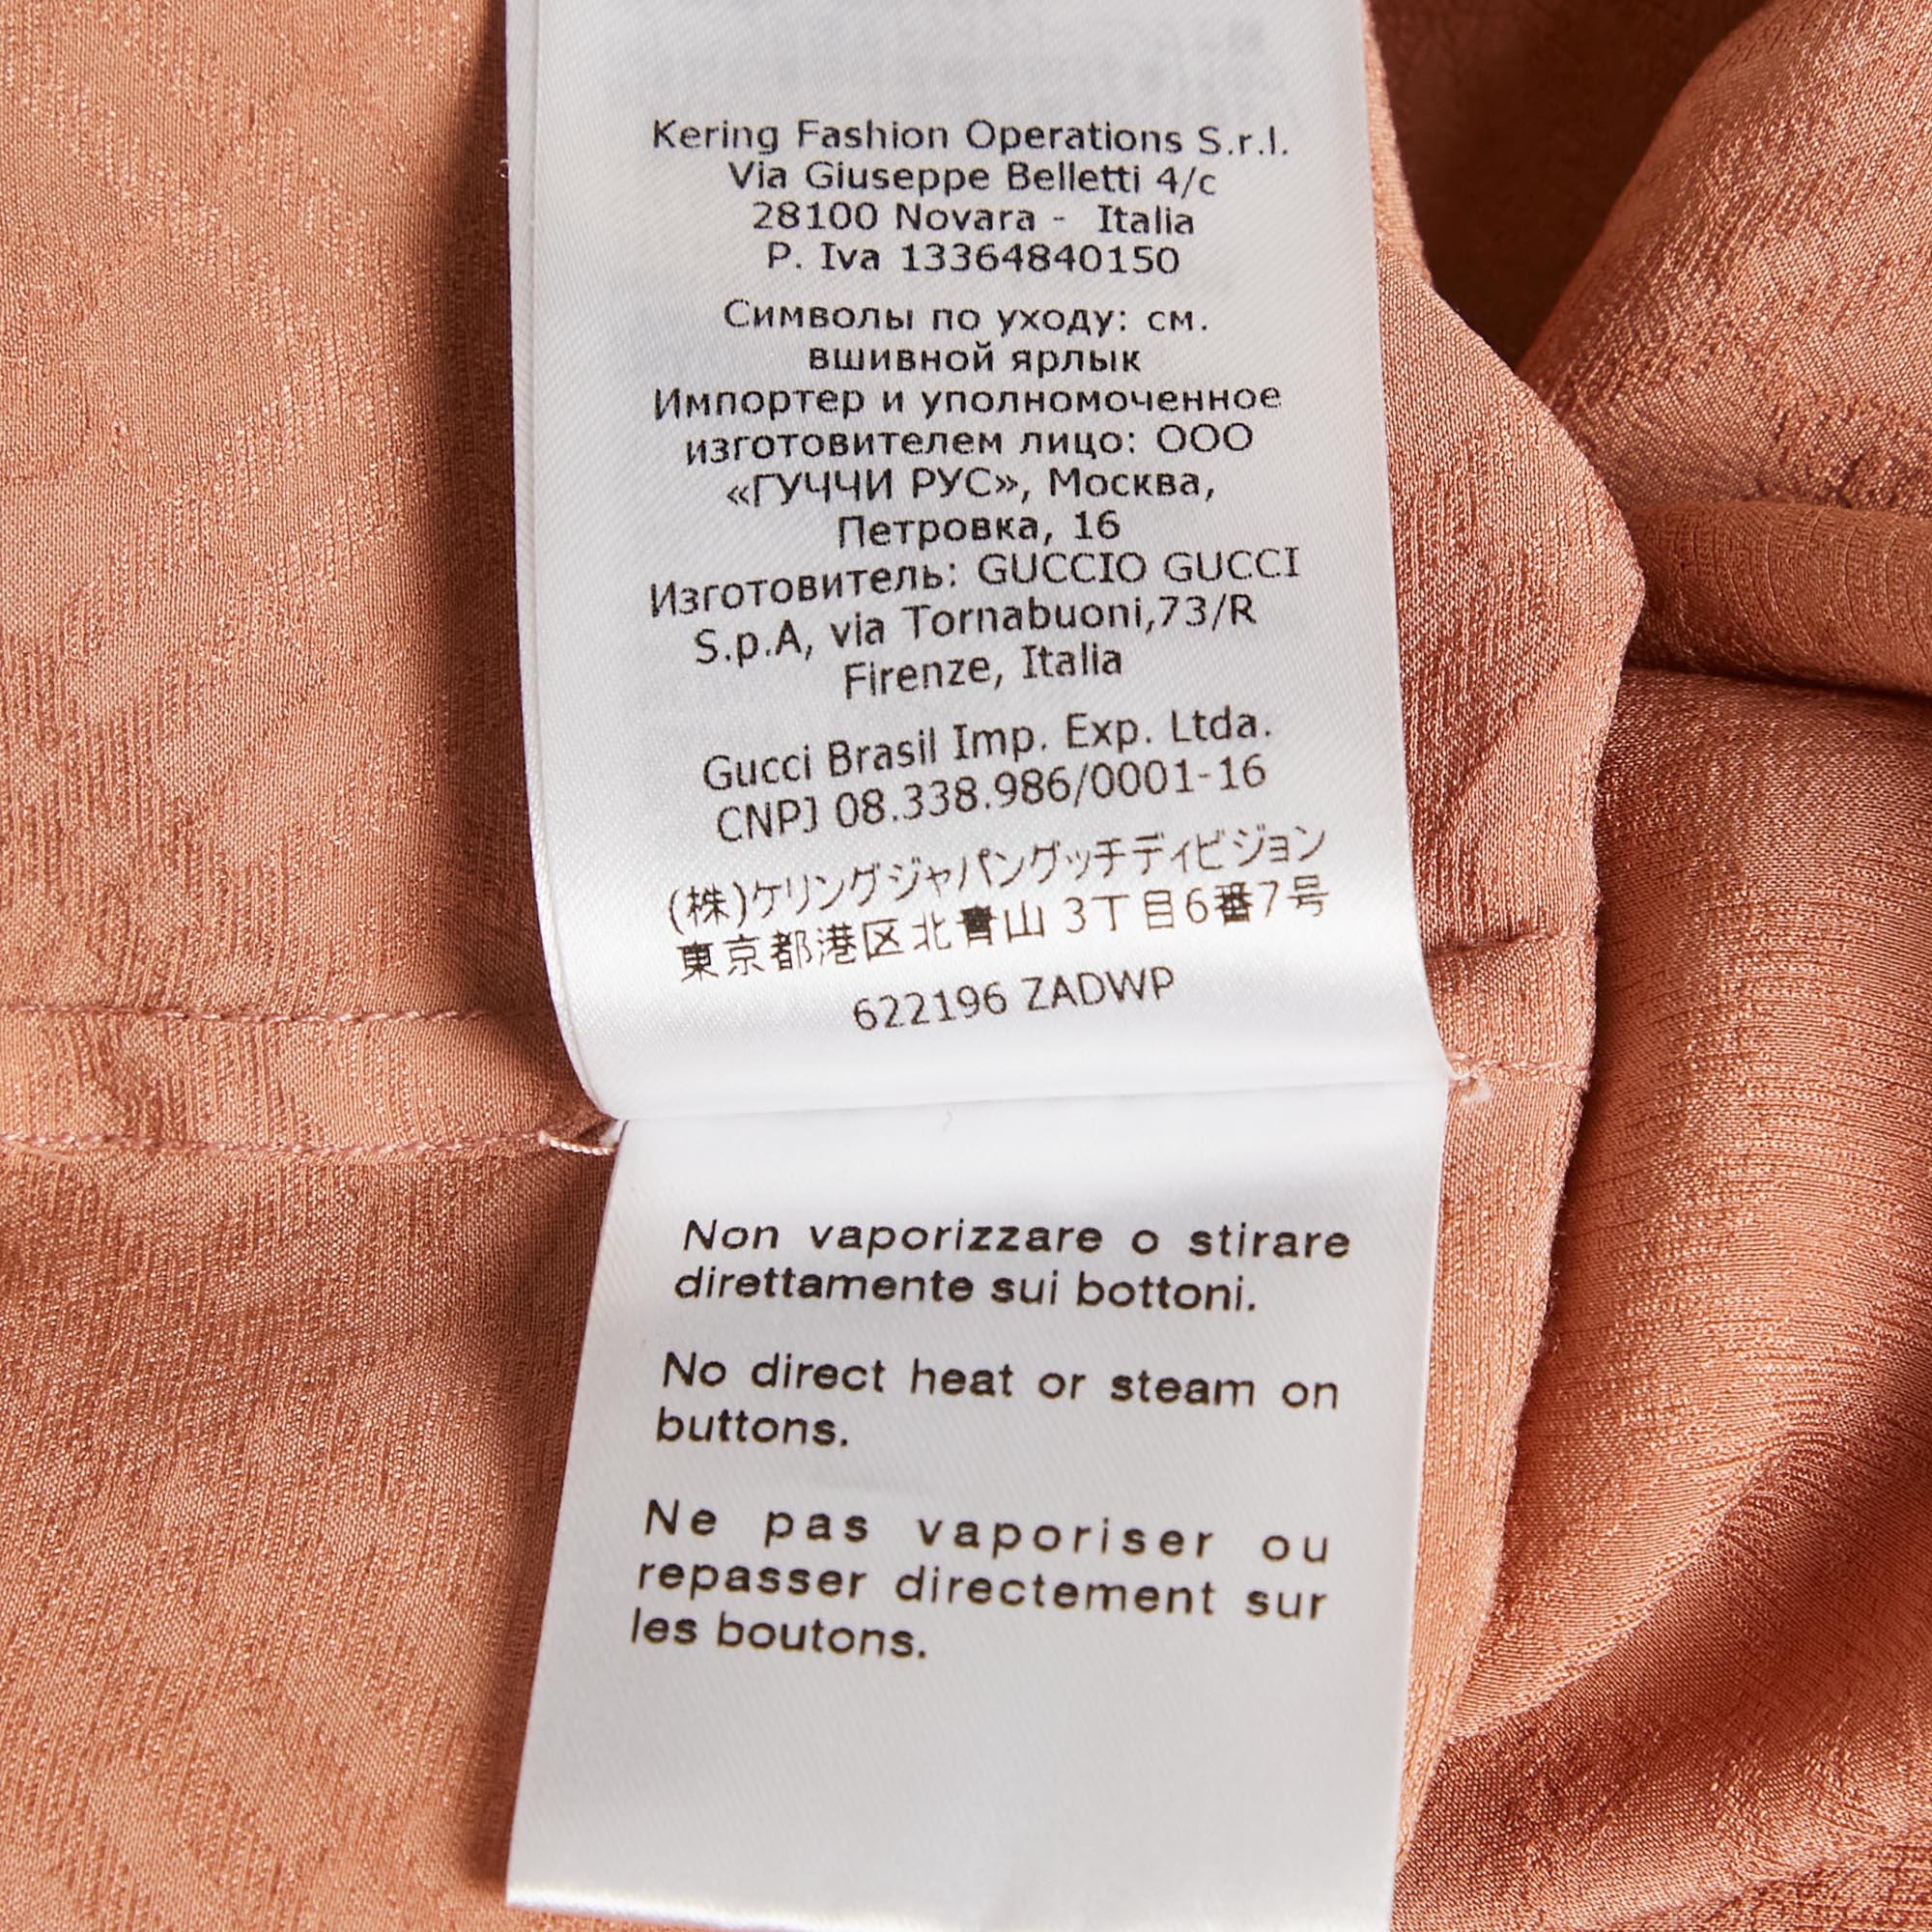 Kering Fashion Operations S.r.l.
Via Giuseppe Belletti 4/c
28100 Novara - Italia
P. Iva 13364840150
Символы по уходу: см.
вшивной ярлык
Импортер и уполномоченное
изготовителем лицо: ООО
«ГУЧЧИ РУС», Москва,
Петровка, 16
Изготовитель: GUCCIO GUCCI
S.p.A, via Tornabuoni,73/R
Firenze, Italia
Gucci Brasil Imp. Exp. Ltda.
CNPJ 08.338.986/0001-16
(株)ケリングジャパングッチディビジョン
東京都港区北青山 3丁目6番7号
622196 ZADWP
Non vaporizzare o stirare
direttamente sui bottoni.
No direct heat or steam on
buttons.
Ne pas vaporiser ou
repasser directement sur
les boutons.